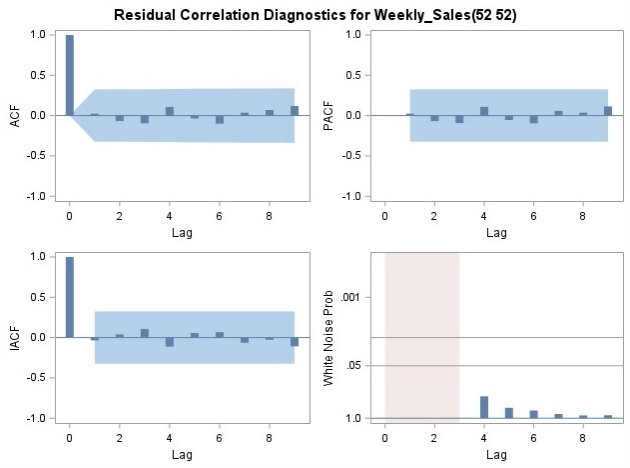 Residual Correlation Diagnostics for Weekly_Sales(52 52)
1.0
0.5
0.0
-0.5
-1.0
ACF
0 2 4 6 8
Lag
1.0
0.5
0.0
-0.5
-1.0
PACF
0 2 4 6 8
Lag
1.0
0.5
0.0
-0.5
-1.0
IACF
0 2 4 6 8
Lag
.001
.05
1.0
White Noise Prob
0 2 4 6 8
Lag